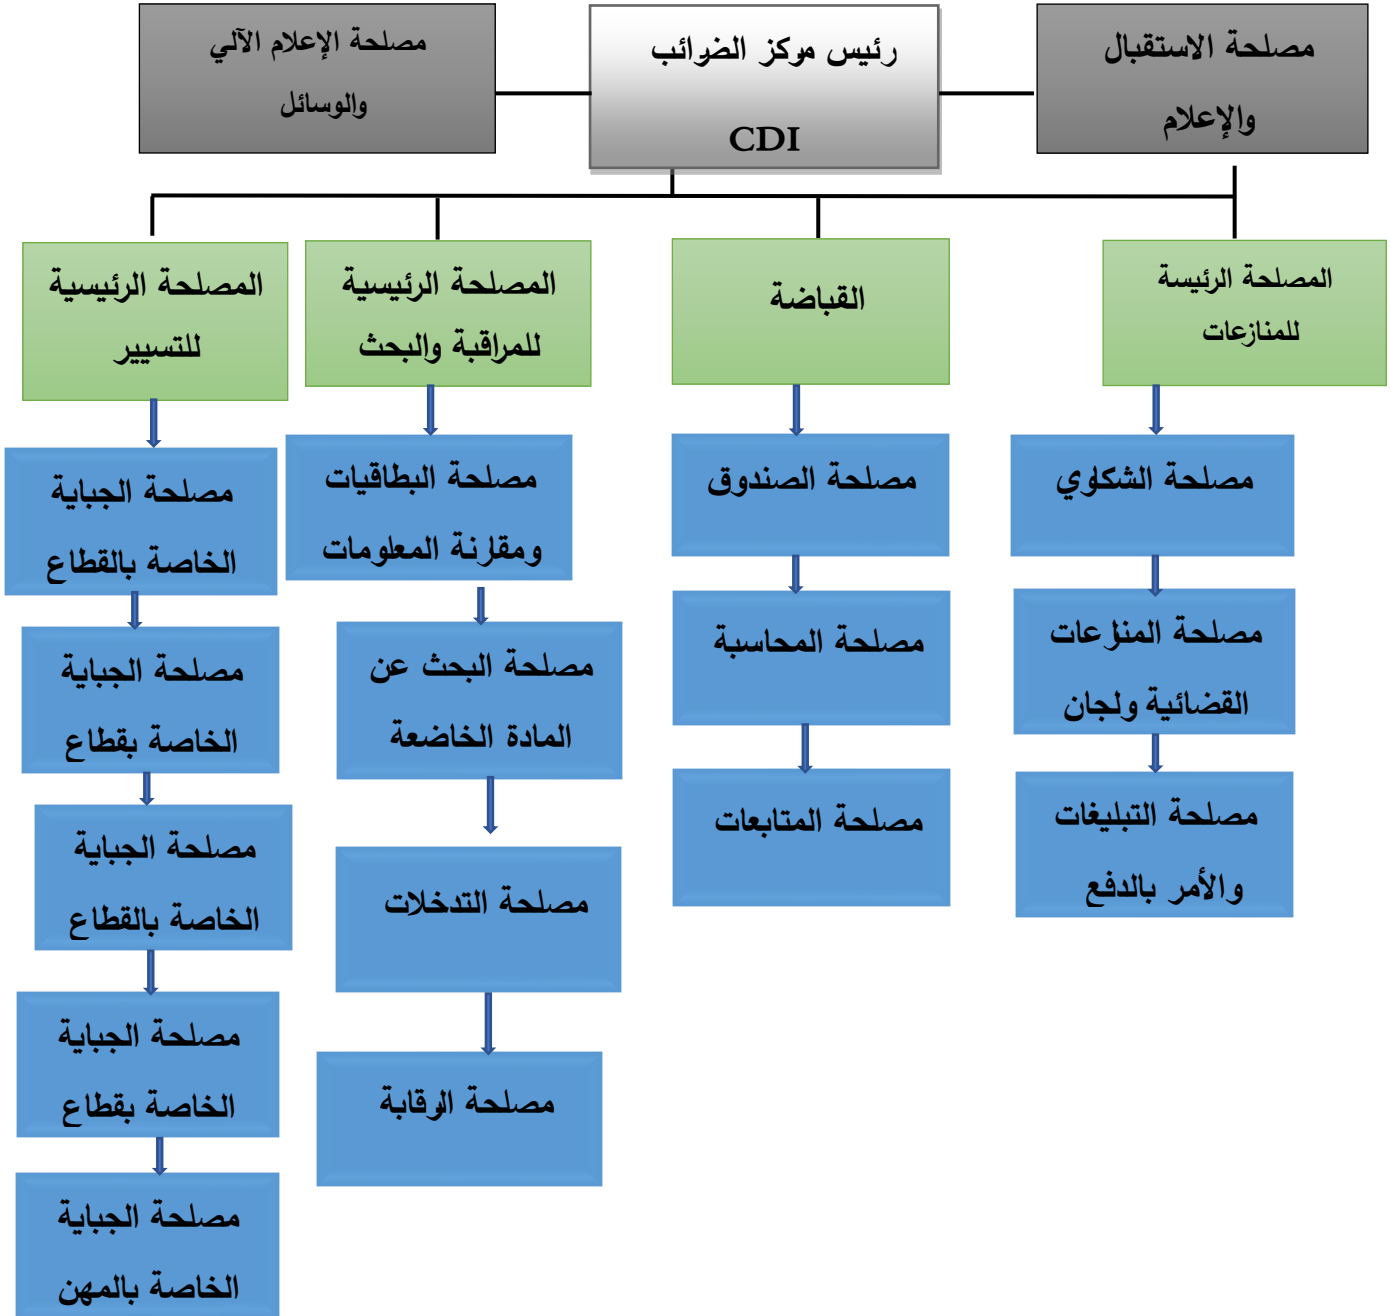 مصلحة الاستقبال
والإعلام
رئيس مركز الضرائب
CDI
مصلحة الإعلام الآلي
والوسائل
المصلحة الرئيسة
للمنازعات
القباضة
المصلحة الرئيسية
للمراقبة والبحث
المصلحة الرئيسية
للتسيير
مصلحة الشكاوي
مصلحة المنزعات
القضائية ولجان
مصلحة التبليغات
والأمر بالدفع
مصلحة الصندوق
مصلحة المحاسبة
مصلحة المتابعات
مصلحة البطاقيات
ومقارنة المعلومات
مصلحة البحث عن
المادة الخاضعة
مصلحة التدخلات
مصلحة الرقابة
مصلحة الجباية
الخاصة بالقطاع
مصلحة الجباية
الخاصة بقطاع
مصلحة الجباية
الخاصة بالقطاع
مصلحة الجباية
الخاصة بقطاع
مصلحة الجباية
الخاصة بالمهن